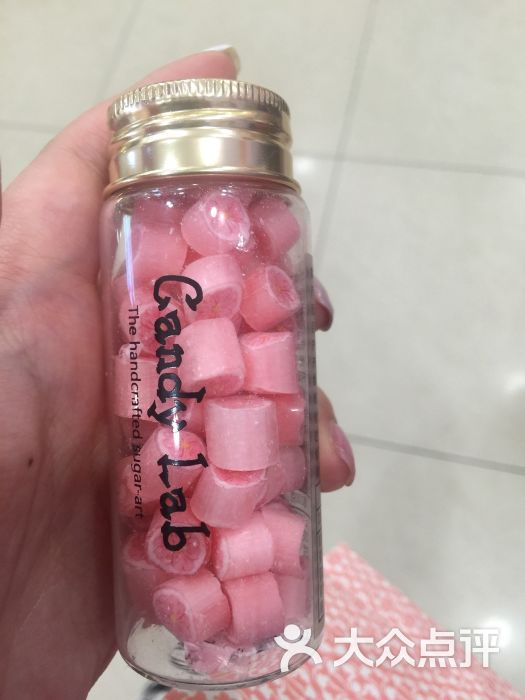 Candy Lab
The handcrafted sugar-art
大众点评